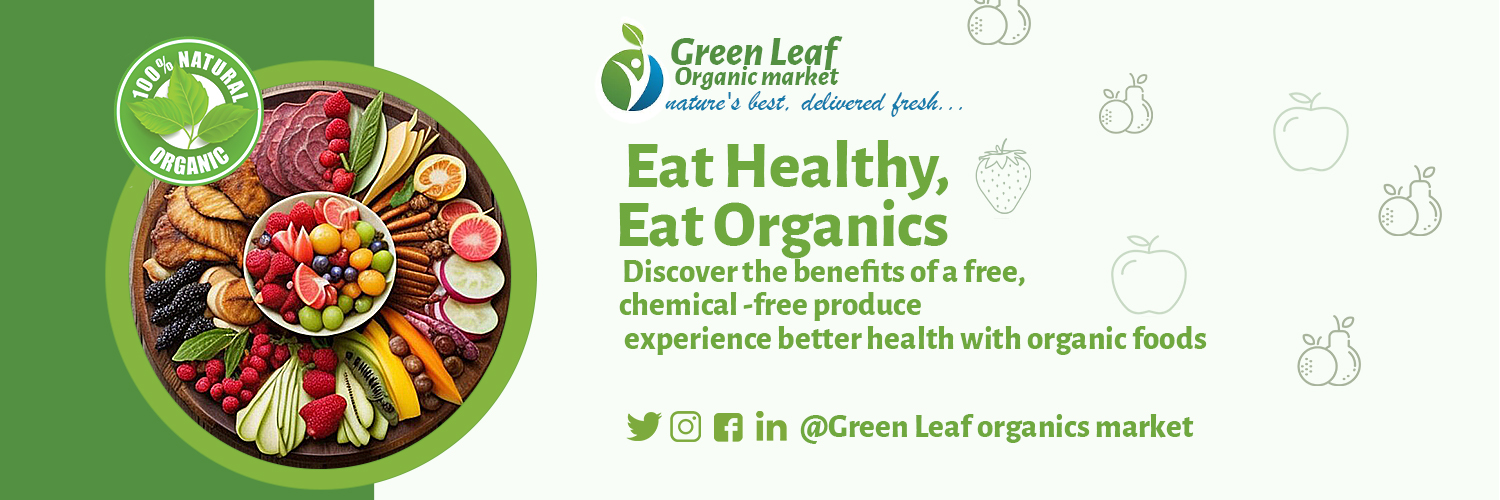 100% NATURAL
ORGANIC
Green Leaf
Organic market
nature's best, delivered fresh...
Eat Healthy,
Eat Organics
Discover the benefits of a free,
chemical -free produce
experience better health with organic foods
@Green Leaf organics market